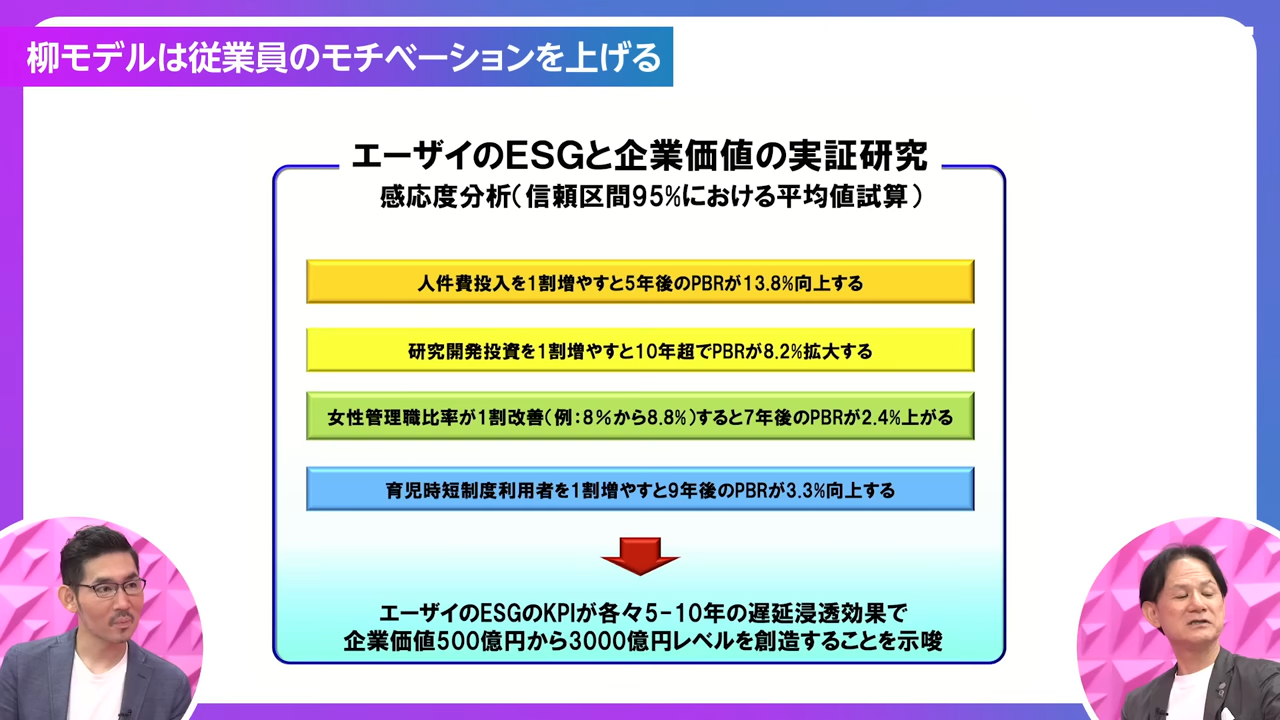 柳モデルは従業員のモチベーションを上げる
エーザイのESGと企業価値の実証研究
感応度分析（信頼区間95%における平均値試算）
人件費投入を1割増やすと5年後のPBRが13.8%向上する
研究開発投資を1割増やすと10年超でPBRが8.2%拡大する
女性管理職比率が1割改善（例：8％から8.8%）すると7年後のPBRが2.4%上がる
育児時短制度利用者を1割増やすと9年後のPBRが3.3%向上する
エーザイのESGのKPIが各々5-10年の遅延浸透効果で
企業価値500億円から3000億円レベルを創造することを示唆